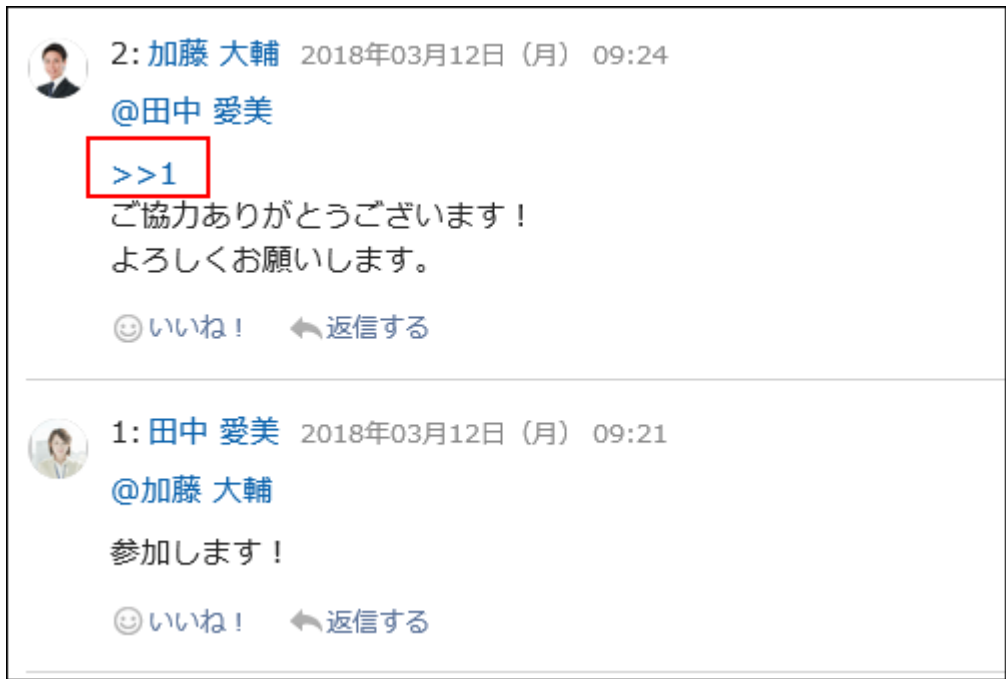 2: 加藤 大輔 2018年03月12日（月） 09:24
@田中 愛美
>>1
ご協力ありがとうございます！
よろしくお願いします。
いいね！ 返信する
1: 田中 愛美 2018年03月12日（月） 09:21
@加藤 大輔
参加します！
いいね！ 返信する